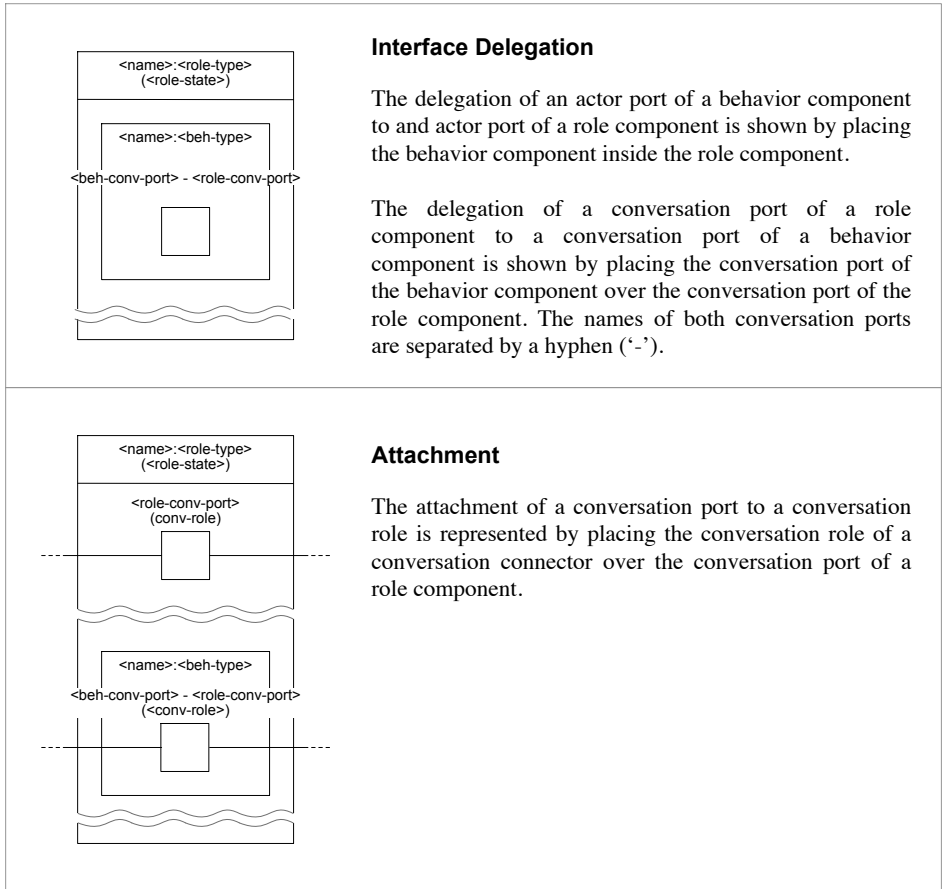 <name>:<role-type>
(<role-state>)
<name>:<beh-type>
<beh-conv-port> - <role-conv-port>
Interface Delegation
The delegation of an actor port of a behavior component
to and actor port of a role component is shown by placing
the behavior component inside the role component.
The delegation of a conversation port of a role
component to a conversation port of a behavior
component is shown by placing the conversation port of
the behavior component over the conversation port of the
role component. The names of both conversation ports
are separated by a hyphen (‘-’).
<name>:<role-type>
(<role-state>)
<role-conv-port>
(conv-role)
<name>:<beh-type>
<beh-conv-port> - <role-conv-port>
(<conv-role>)
Attachment
The attachment of a conversation port to a conversation
role is represented by placing the conversation role of a
conversation connector over the conversation port of a
role component.